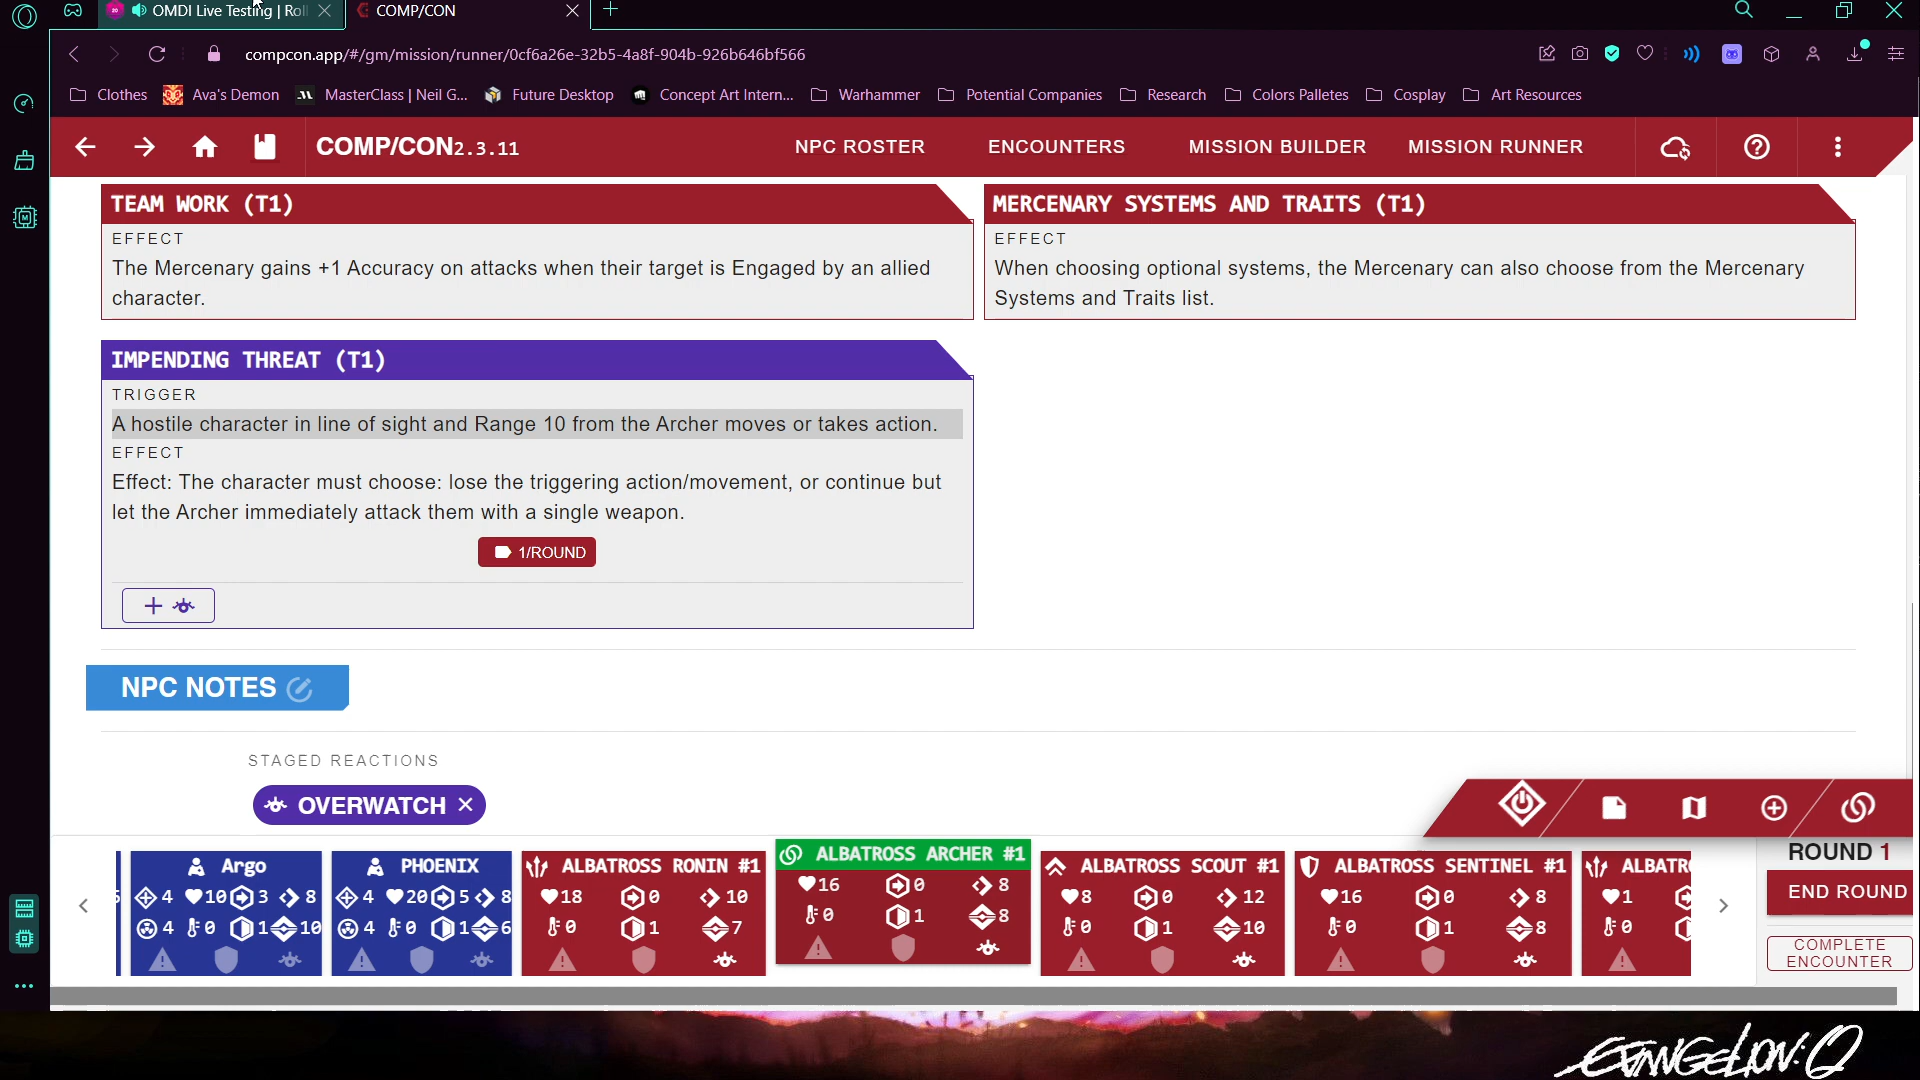 OMDI Live Testing | Roll
COMP/CON
compcon.app/#/gm/mission/runner/0cf6a26e-32b5-4a8f-904b-926b646bf566
Clothes
Ava's Demon
MasterClass | Neil G...
Future Desktop
Concept Art Intern...
Warhammer
Potential Companies
Research
Colors Palletes
Cosplay
Art Resources
COMP/CON 2.3.11
NPC ROSTER
ENCOUNTERS
MISSION BUILDER
MISSION RUNNER
TEAM WORK (T1)
EFFECT
The Mercenary gains +1 Accuracy on attacks when their target is Engaged by an allied
character.
MERCENARY SYSTEMS AND TRAITS (T1)
EFFECT
When choosing optional systems, the Mercenary can also choose from the Mercenary
Systems and Traits list.
IMPENDING THREAT (T1)
TRIGGER
A hostile character in line of sight and Range 10 from the Archer moves or takes action.
EFFECT
Effect: The character must choose: lose the triggering action/movement, or continue but
let the Archer immediately attack them with a single weapon.
1/ROUND
NPC NOTES
STAGED REACTIONS
OVERWATCH
Argo
4 10 3 8
4 0 1 10
PHOENIX
4 20 5 8
4 0 1 6
ALBATROSS RONIN #1
18 0 10
0 1 7
ALBATROSS ARCHER #1
16 0 8
0 1 8
ALBATROSS SCOUT #1
8 0 12
0 1 10
ALBATROSS SENTINEL #1
16 0 8
0 1 8
ALBATR
1
0
ROUND 1
END ROUND
COMPLETE
ENCOUNTER
EVANGELION:Q